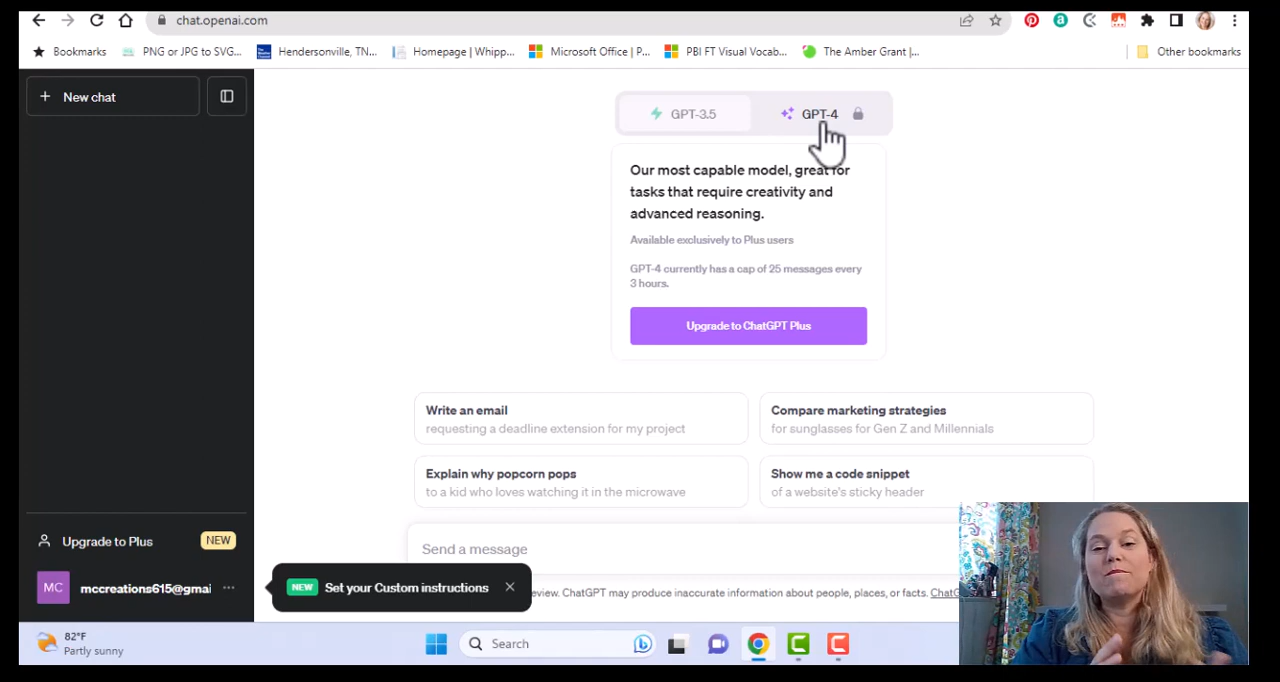 chat.openai.com
Bookmarks
PNG or JPG to SVG...
Hendersonville, TN...
Homepage | Whipp...
Microsoft Office | P...
PBI FT Visual Vocab...
The Amber Grant |...
Other bookmarks
+ New chat
GPT-3.5
GPT-4
Our most capable model, great for
tasks that require creativity and
advanced reasoning.
Available exclusively to Plus users
GPT-4 currently has a cap of 25 messages every
3 hours.
Upgrade to ChatGPT Plus
Write an email
requesting a deadline extension for my project
Compare marketing strategies
for sunglasses for Gen Z and Millennials
Explain why popcorn pops
to a kid who loves watching it in the microwave
Show me a code snippet
of a website's sticky header
Send a message
Upgrade to Plus
NEW
MC
mccreations615@gmai
NEW Set your Custom instructions
eview. ChatGPT may produce inaccurate information about people, places, or facts. ChatG
82°F
Partly sunny
Search